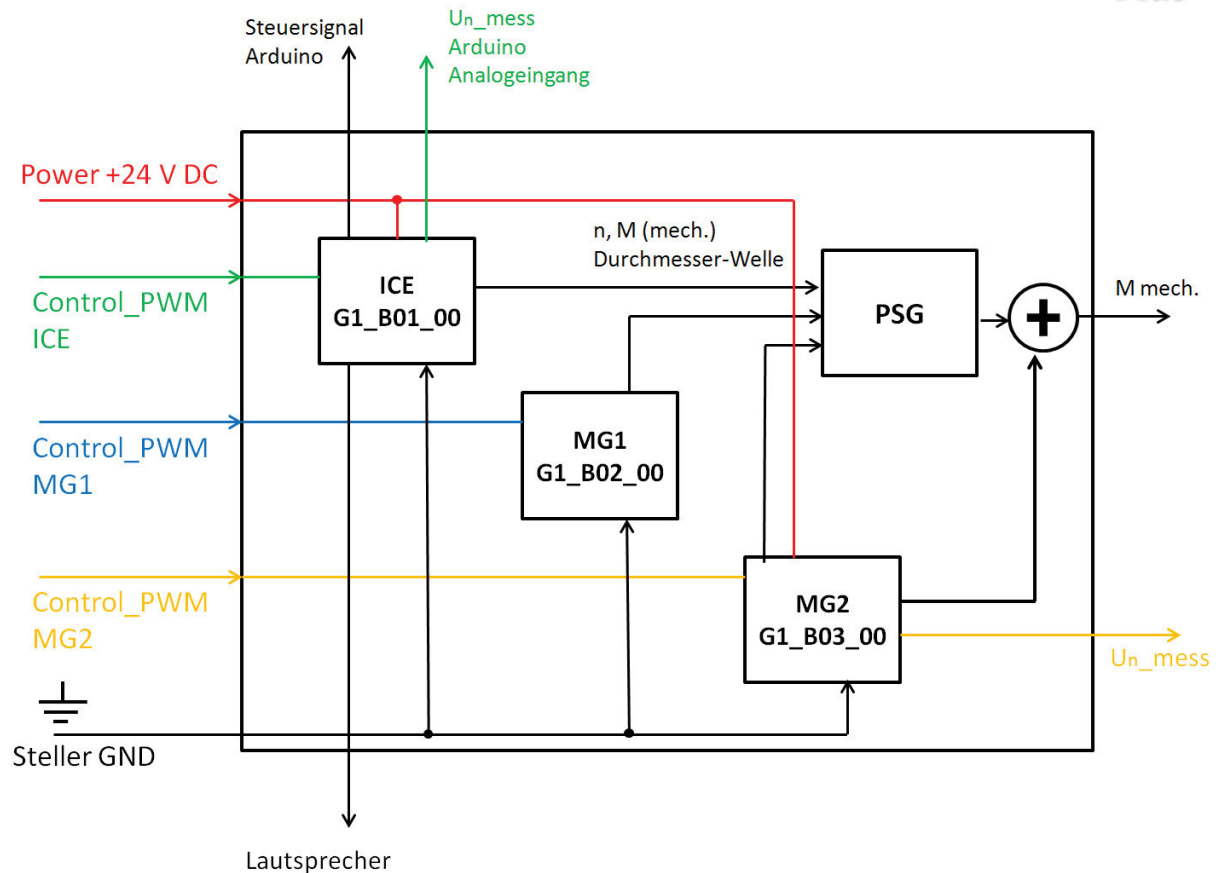 Steuersignal
Arduino
Un_mess
Arduino
Analogeingang
Power +24 V DC
Control_PWM
ICE
ICE
G1_B01_00
n, M (mech.)
Durchmesser-Welle
PSG
+
M mech.
Control_PWM
MG1
MG1
G1_B02_00
Control_PWM
MG2
MG2
G1_B03_00
Un_mess
Steller GND
Lautsprecher